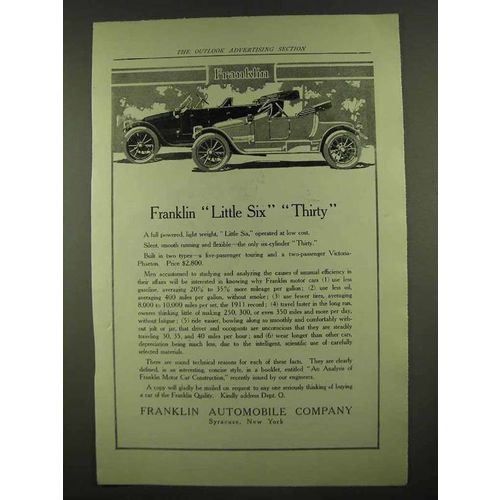 THE OUTLOOK ADVERTISING SECTION
Franklin
Franklin "Little Six" "Thirty"
A full powered, light weight, "Little Six," operated at low cost.
Silent, smooth running and flexible—the only six-cylinder "Thirty."
Built in two types—a five-passenger touring and a two-passenger Victoria-
Phaeton. Price $2,800.
Men accustomed to studying and analyzing the causes of unusual efficiency in
their affairs will be interested in knowing why Franklin motor cars (1) use less
gasoline, averaging 20% to 35% more mileage per gallon; (2) use less oil,
averaging 400 miles per gallon, without smoke; (3) use fewer tires, averaging
8,000 to 10,000 miles per set, the 1911 record; (4) travel faster in the long run,
owners thinking little of making 250, 300, or even 350 miles and more per day,
without fatigue; (5) ride easier, bowling along so smoothly and comfortably with-
out jolt or jar, that driver and occupants are unconscious that they are steadily
traveling 30, 35, and 40 miles per hour; and (6) wear longer than other cars,
depreciation being much less, due to the intelligent, scientific use of carefully
selected materials.
There are sound technical reasons for each of these facts. They are clearly
defined, in an interesting, concise style, in a booklet, entitled "An Analysis of
Franklin Motor Car Construction," recently issued by our engineers.
A copy will gladly be mailed on request to any one seriously thinking of buying
a car of the Franklin Quality. Kindly address Dept. O.
FRANKLIN AUTOMOBILE COMPANY
Syracuse, New York